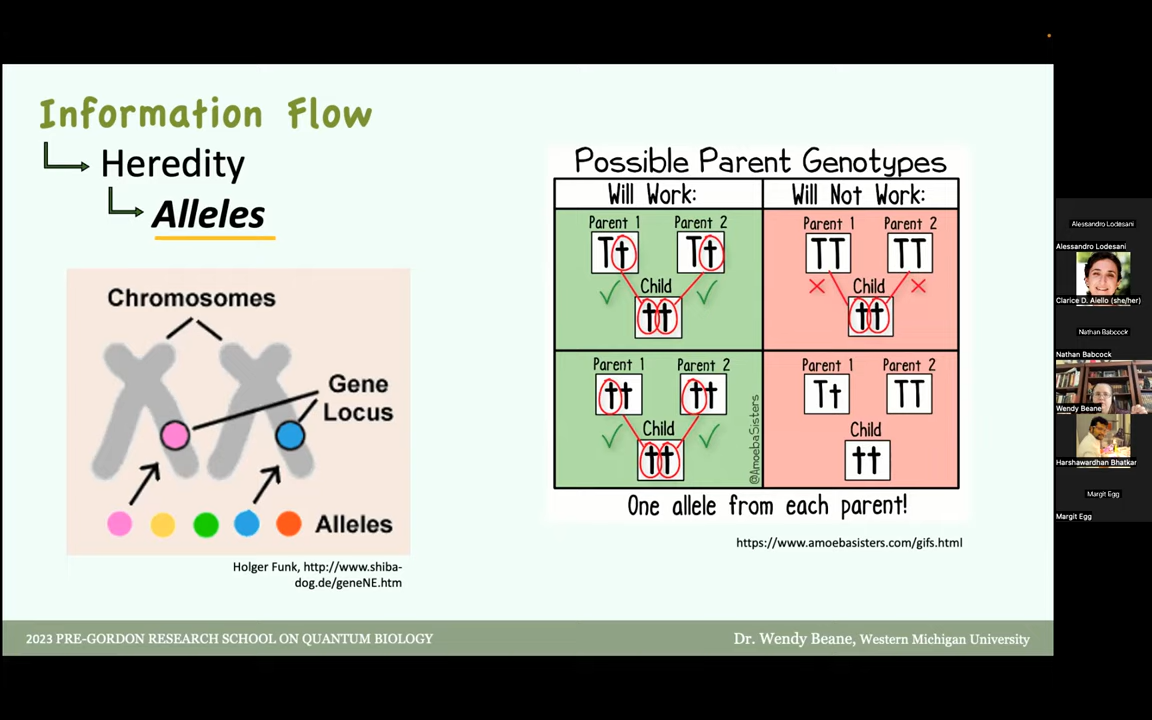 Information Flow
Heredity
Alleles
Chromosomes
Gene
Locus
Alleles
Holger Funk, http://www.shiba-
dog.de/geneNE.htm
Possible Parent Genotypes
Will Work:
Will Not Work:
Parent 1
Parent 2
Tt
Tt
Child
tt
Parent 1
Parent 2
TT
TT
Child
tt
Parent 1
Parent 2
tt
tt
Child
tt
@AmoebaSisters
Parent 1
Parent 2
Tt
TT
Child
tt
One allele from each parent!
https://www.amoebasisters.com/gifs.html
2023 PRE-GORDON RESEARCH SCHOOL ON QUANTUM BIOLOGY
Dr. Wendy Beane, Western Michigan University
Alessandro Lodesani
Alessandro Lodesani
Clarice D. Aiello (she/her)
Nathan Babcock
Nathan Babcock
Wendy Beane
Harshawardhan Bhatkar
Margit Egg
Margit Egg